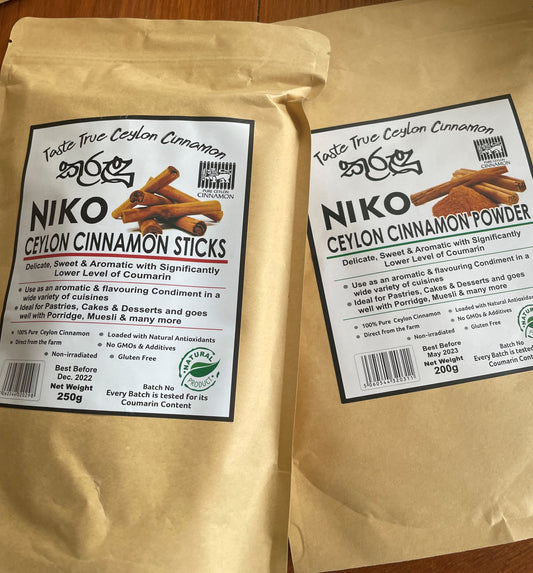 Taste True Ceylon Cinnamon
කුරුඳු
PURE CEYLON
CINNAMON
NIKO
CEYLON CINNAMON STICKS
Delicate, Sweet & Aromatic with Significantly
Lower Level of Coumarin
Use as an aromatic & flavouring Condiment in a
wide variety of cuisines
Ideal for Pastries, Cakes & Desserts and goes
well with Porridge, Muesli & many more
100% Pure Ceylon Cinnamon
Loaded with Natural Antioxidants
Direct from the farm
No GMOs & Additives
Non-irradiated
Gluten Free
NATURAL
PRODUCT
Best Before
Dec. 2022
Net Weight
250g
Batch No
Every Batch is tested for its
Coumarin Content
Taste True Ceylon Cinnamon
කුරුඳු
PURE CEYLON
CINNAMON
NIKO
CEYLON CINNAMON POWDER
Delicate, Sweet & Aromatic with Significantly
Lower Level of Coumarin
Use as an aromatic & flavouring Condiment in a
wide variety of cuisines
Ideal for Pastries, Cakes & Desserts and goes
well with Porridge, Muesli & many more
100% Pure Ceylon Cinnamon
Loaded with Natural Antioxidants
Direct from the farm
No GMOs & Additives
Non-irradiated
Gluten Free
NATURAL
PRODUCT
Best Before
May 2023
Net Weight
200g
Batch No
Every Batch is tested for
Coumarin Content